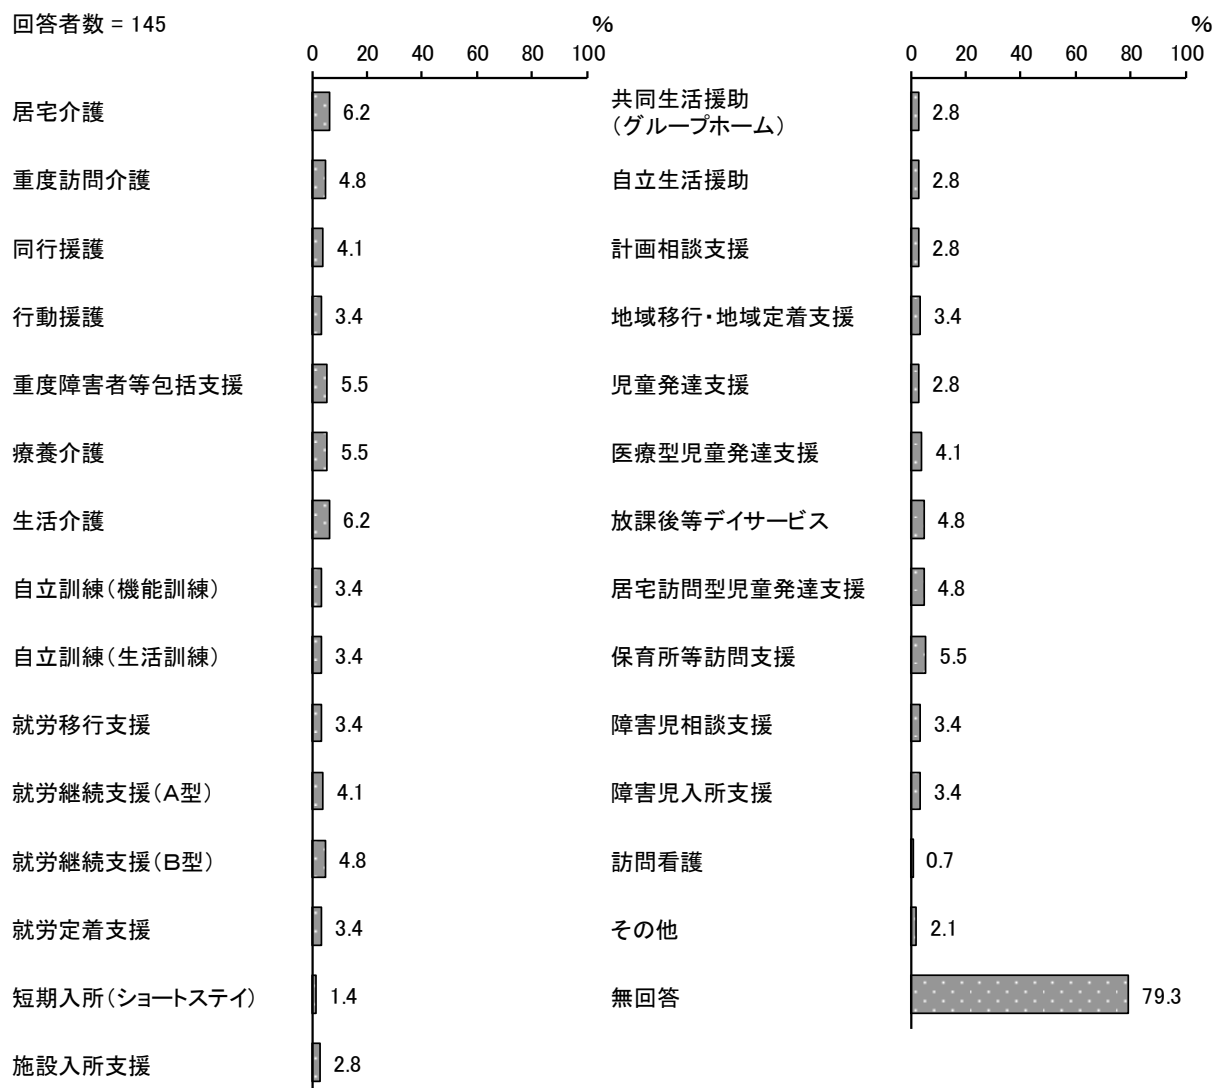 回答者数 = 145
%
0 20 40 60 80 100
居宅介護 6.2
重度訪問介護 4.8
同行援護 4.1
行動援護 3.4
重度障害者等包括支援 5.5
療養介護 5.5
生活介護 6.2
自立訓練（機能訓練） 3.4
自立訓練（生活訓練） 3.4
就労移行支援 3.4
就労継続支援（Ａ型） 4.1
就労継続支援（Ｂ型） 4.8
就労定着支援 3.4
短期入所（ショートステイ） 1.4
施設入所支援 2.8
%
0 20 40 60 80 100
共同生活援助
（グループホーム） 2.8
自立生活援助 2.8
計画相談支援 2.8
地域移行・地域定着支援 3.4
児童発達支援 2.8
医療型児童発達支援 4.1
放課後等デイサービス 4.8
居宅訪問型児童発達支援 4.8
保育所等訪問支援 5.5
障害児相談支援 3.4
障害児入所支援 3.4
訪問看護 0.7
その他 2.1
無回答 79.3